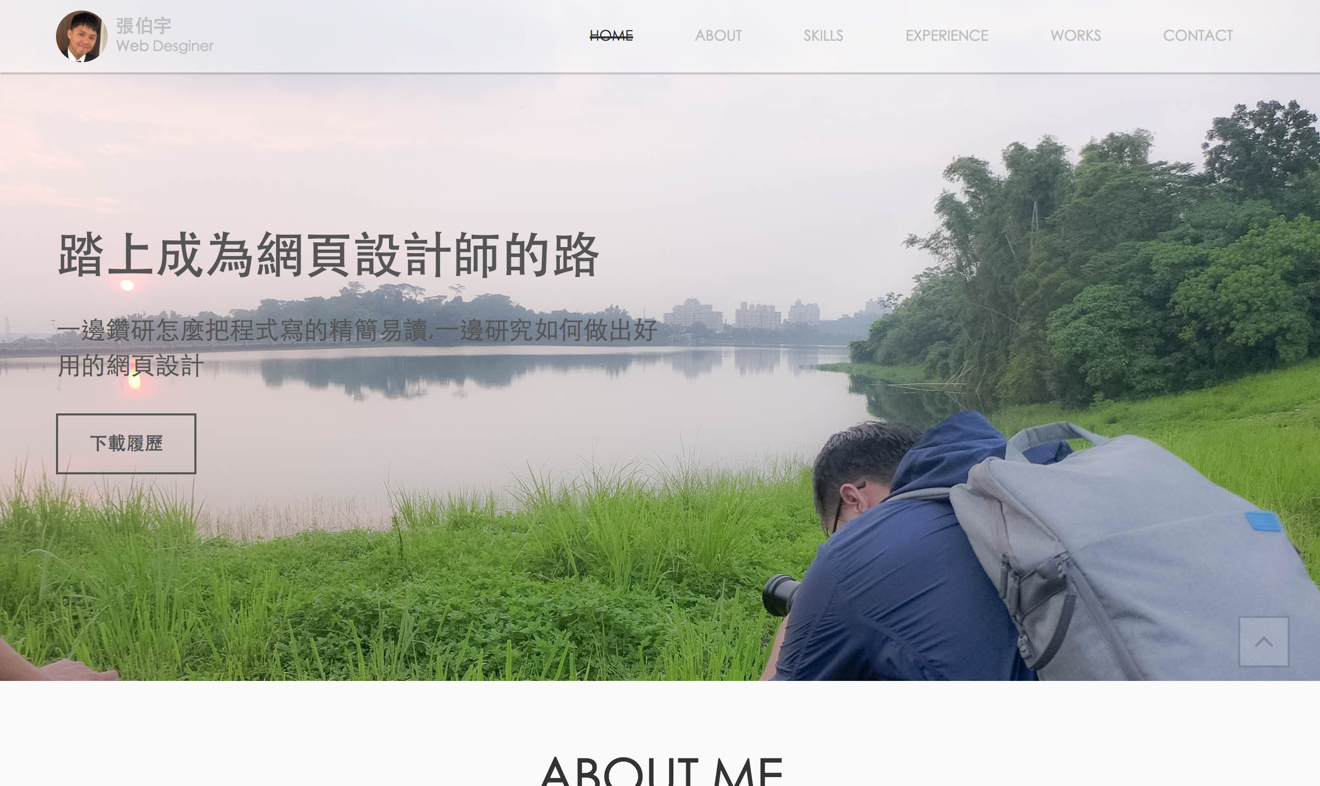 張伯宇
Web Desginer
HOME
ABOUT
SKILLS
EXPERIENCE
WORKS
CONTACT
踏上成為網頁設計師的路
一邊鑽研怎麼把程式寫的精簡易讀,一邊研究如何做出好
用的網頁設計
下載履歷
ABOUT ME